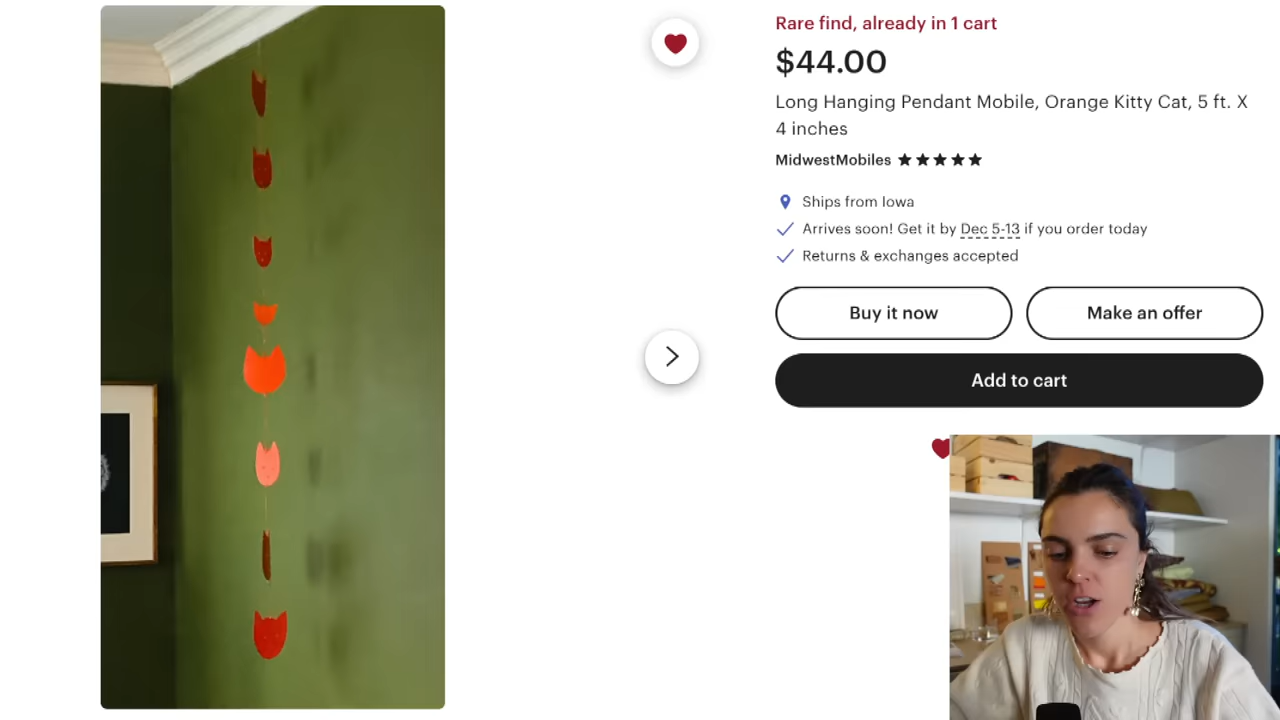 Rare find, already in 1 cart
$44.00
Long Hanging Pendant Mobile, Orange Kitty Cat, 5 ft. X
4 inches
MidwestMobiles
Ships from Iowa
Arrives soon! Get it by Dec 5-13 if you order today
Returns & exchanges accepted
Buy it now
Make an offer
Add to cart